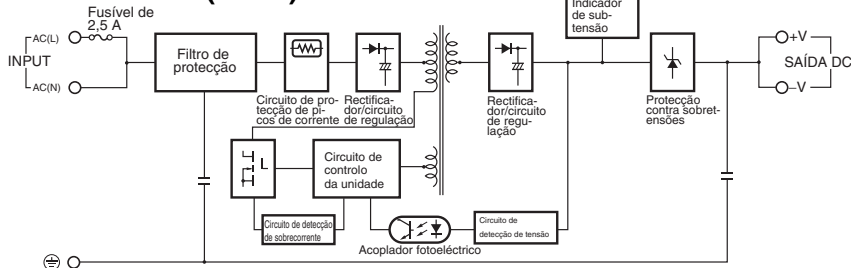 Indicador
de sub-
tensão
Fusível de
2,5 A
AC(L)
INPUT
AC(N)
Filtro de
protecção
Circuito de pro-
tecção de pi-
cos de corrente
Rectifica-
dor/circuito
de regulação
Rectifica-
dor/circuito
de regu-
lação
Protecção
contra sobret-
ensões
+V
SAÍDA DC
–V
Circuito de
controlo
da unidade
Circuito de detecção
de sobrecorrente
Acoplador fotoeléctrico
Circuito de
detecção de tensão